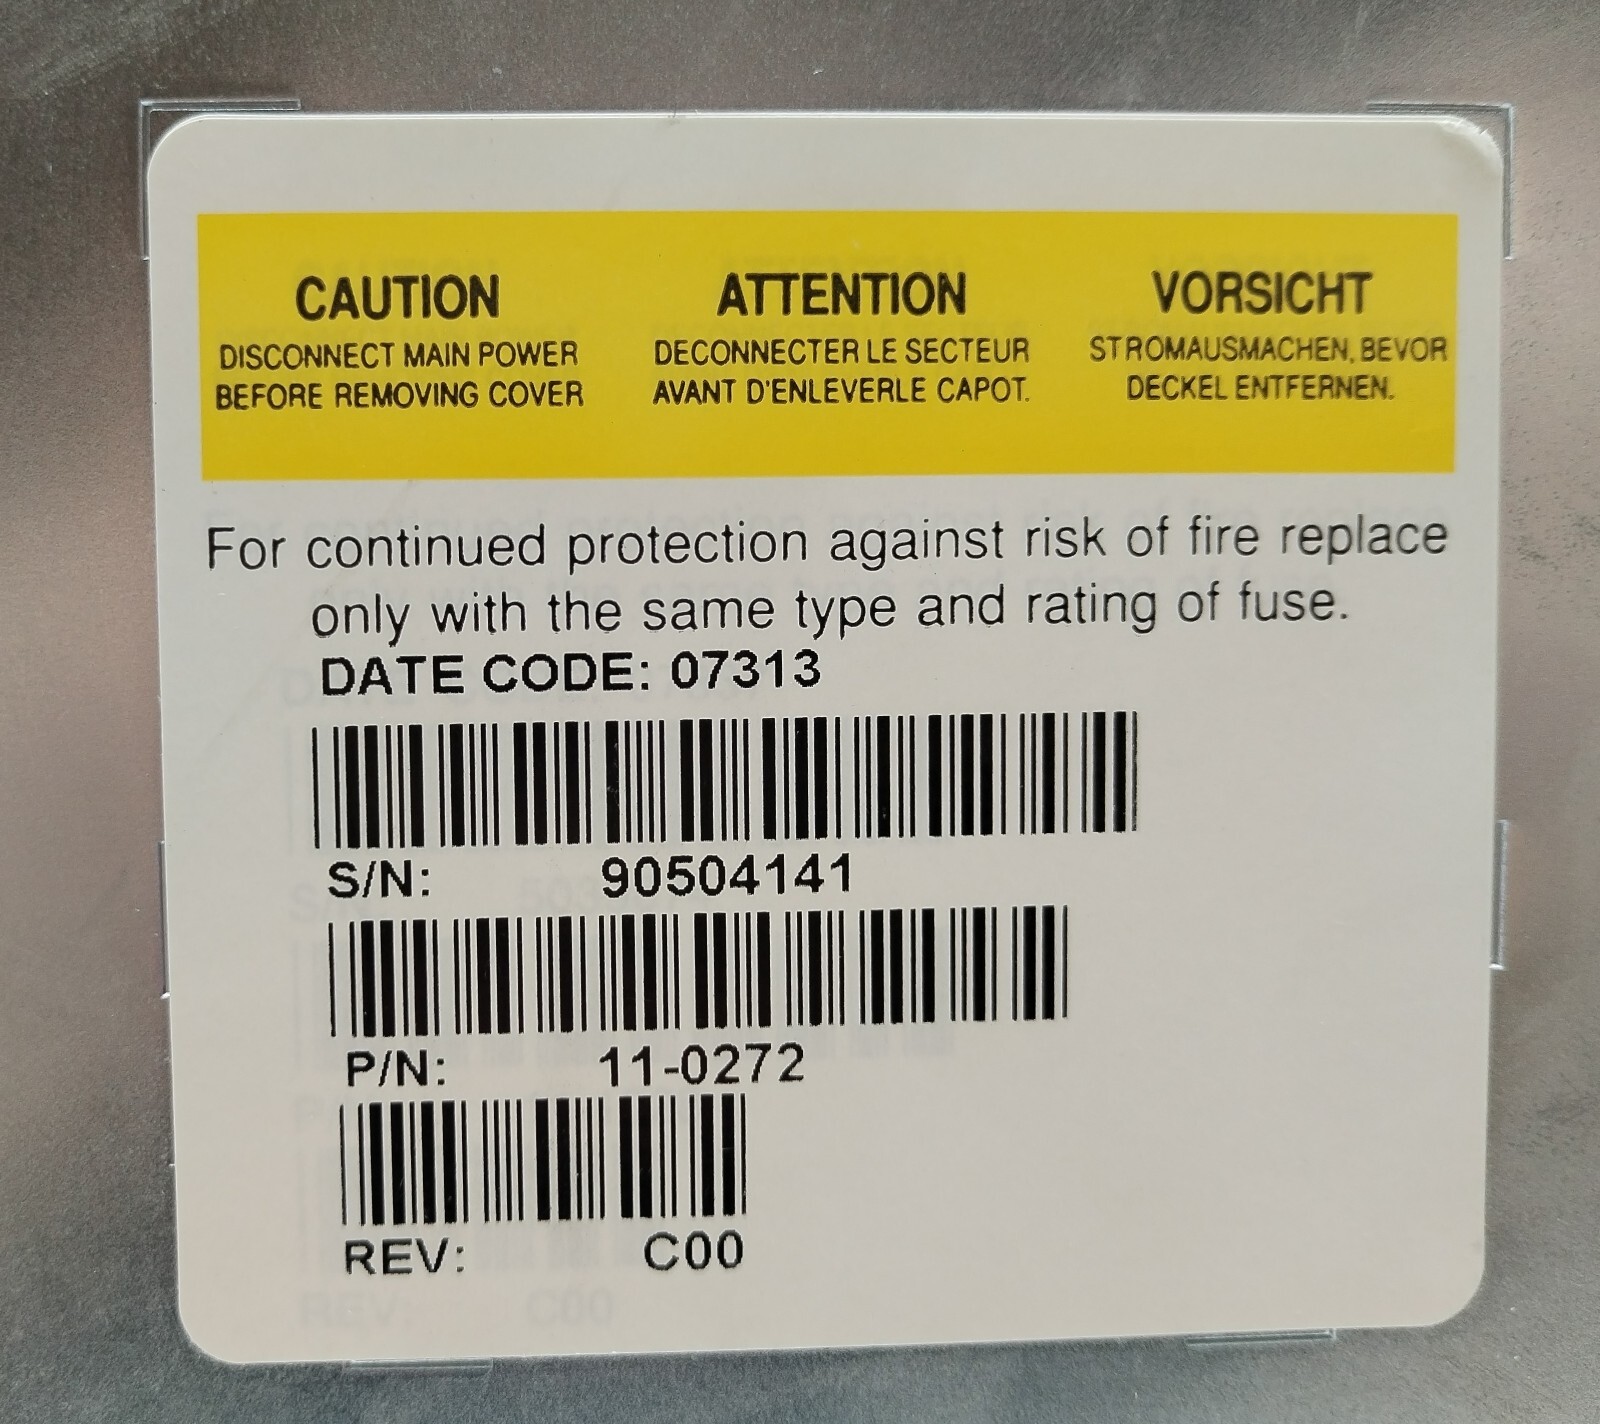 CAUTION
DISCONNECT MAIN POWER
BEFORE REMOVING COVER
ATTENTION
DECONNECTER LE SECTEUR
AVANT D'ENLEVERLE CAPOT.
VORSICHT
STROMAUSMACHEN, BEVOR
DECKEL ENTFERNEN.
For continued protection against risk of fire replace
only with the same type and rating of fuse.
DATE CODE: 07313
S/N: 90504141
P/N: 11-0272
REV: C00